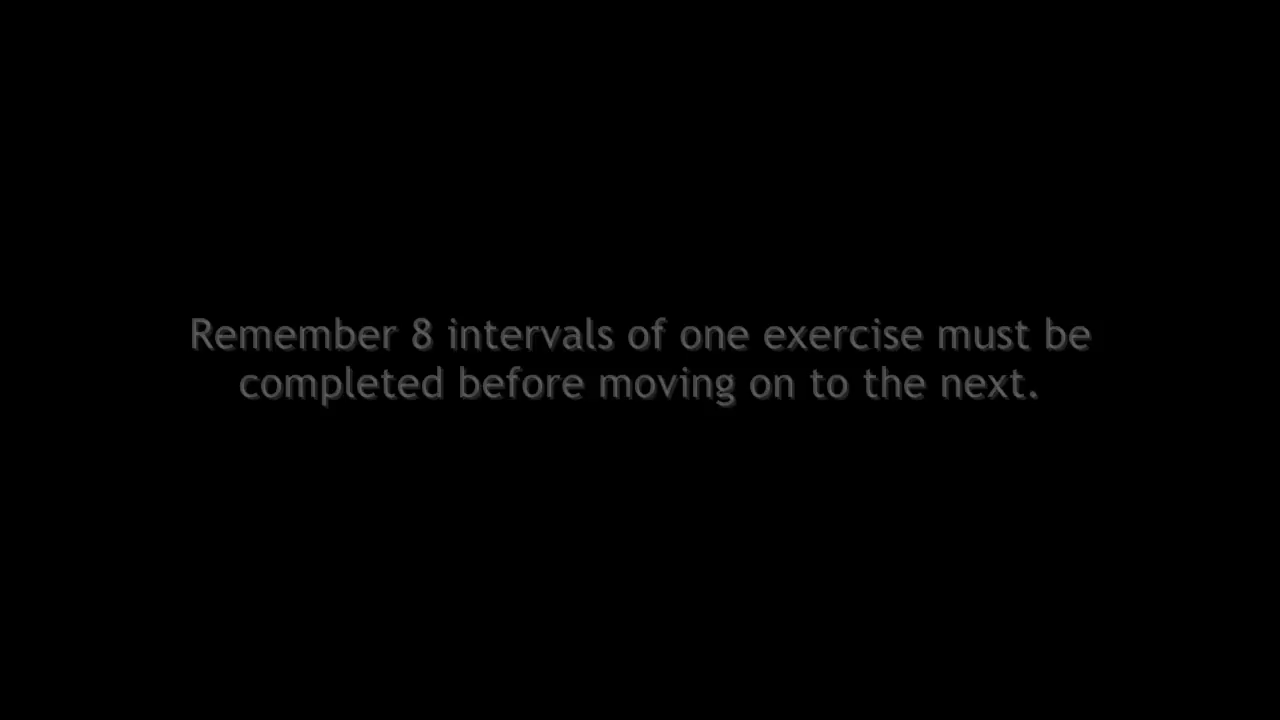 Remember 8 intervals of one exercise must be
completed before moving on to the next.